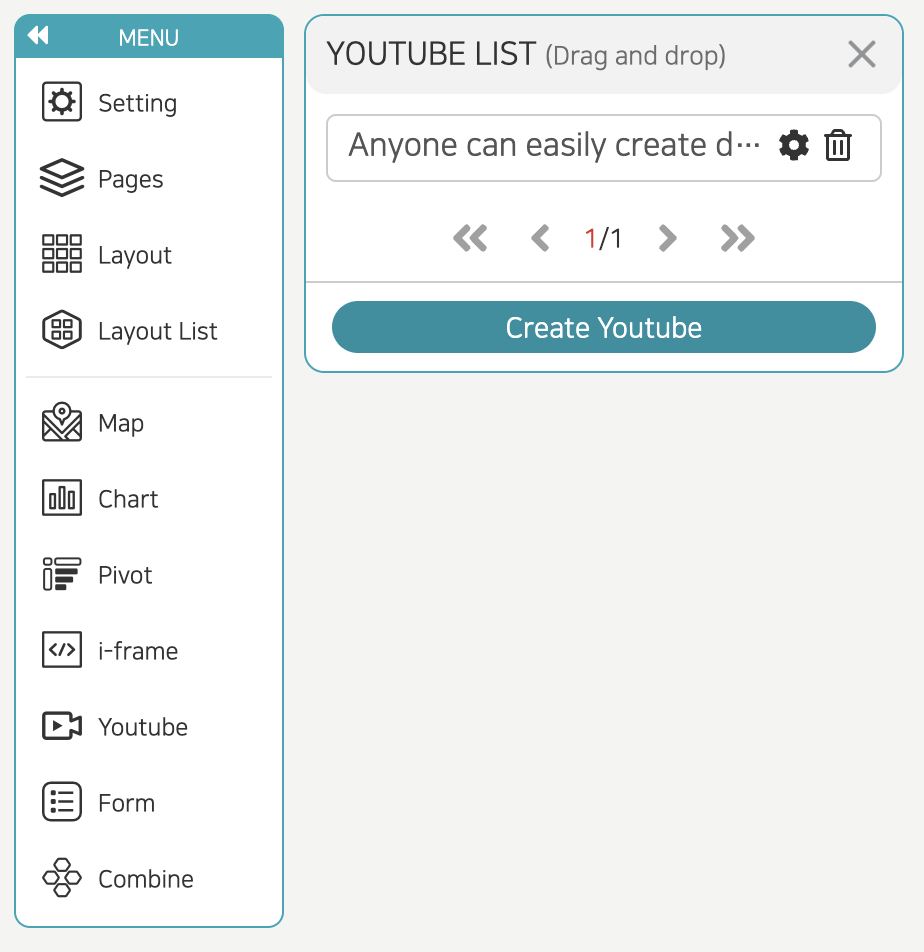 MENU
Setting
Pages
Layout
Layout List
Map
Chart
Pivot
i-frame
Youtube
Form
Combine
YOUTUBE LIST (Drag and drop)
Anyone can easily create d⋯
1/1
Create Youtube